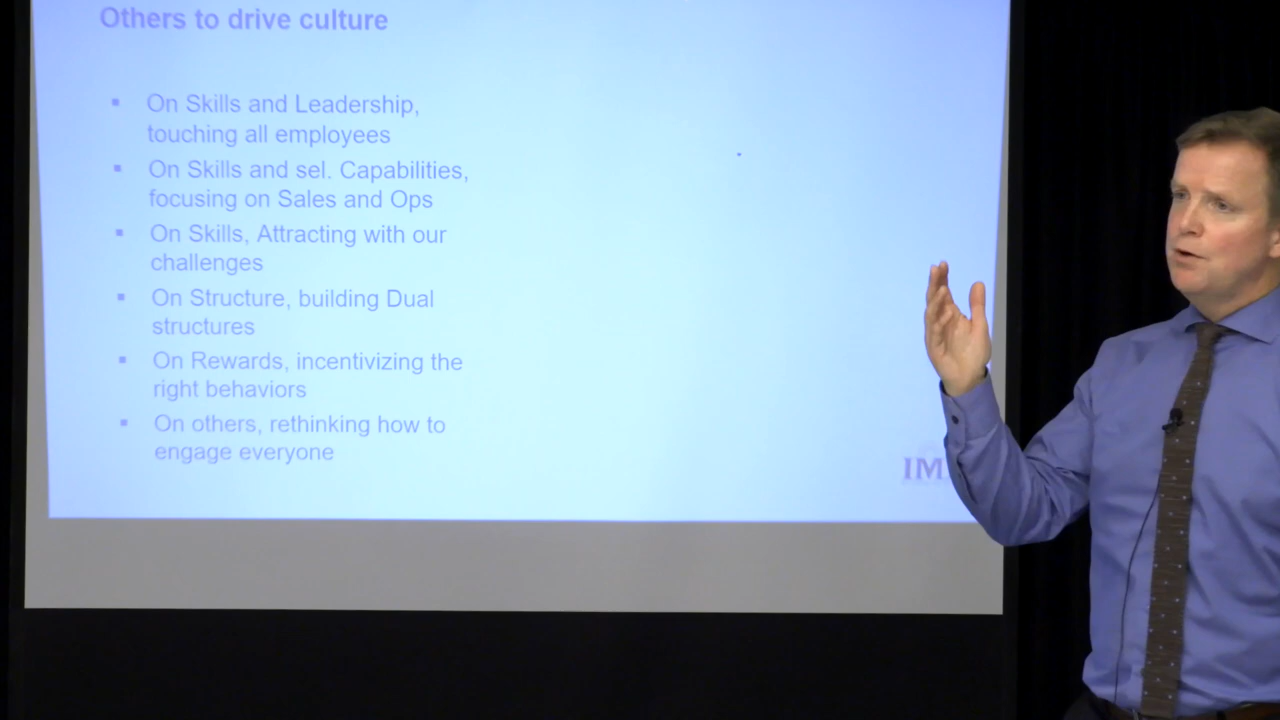 Others to drive culture
On Skills and Leadership,
touching all employees
On Skills and sel. Capabilities,
focusing on Sales and Ops
On Skills, Attracting with our
challenges
On Structure, building Dual
structures
On Rewards, incentivizing the
right behaviors
On others, rethinking how to
engage everyone
IM